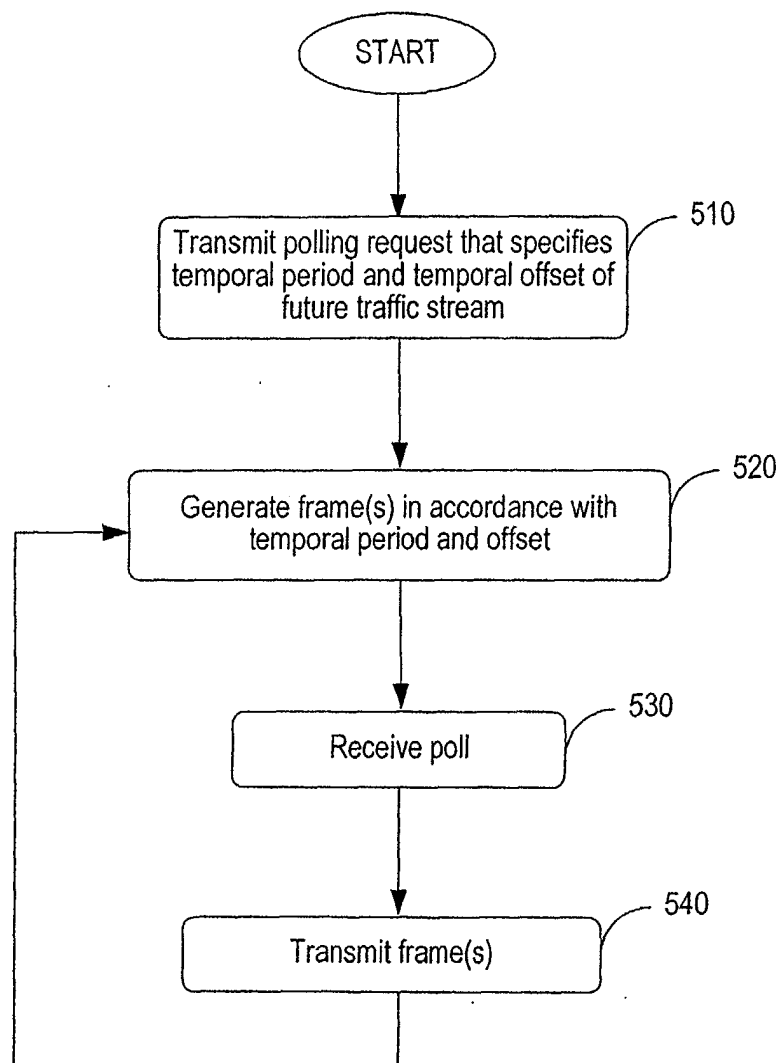 START
510
Transmit polling request that specifies
temporal period and temporal offset of
future traffic stream
520
Generate frame(s) in accordance with
temporal period and offset
530
Receive poll
540
Transmit frame(s)